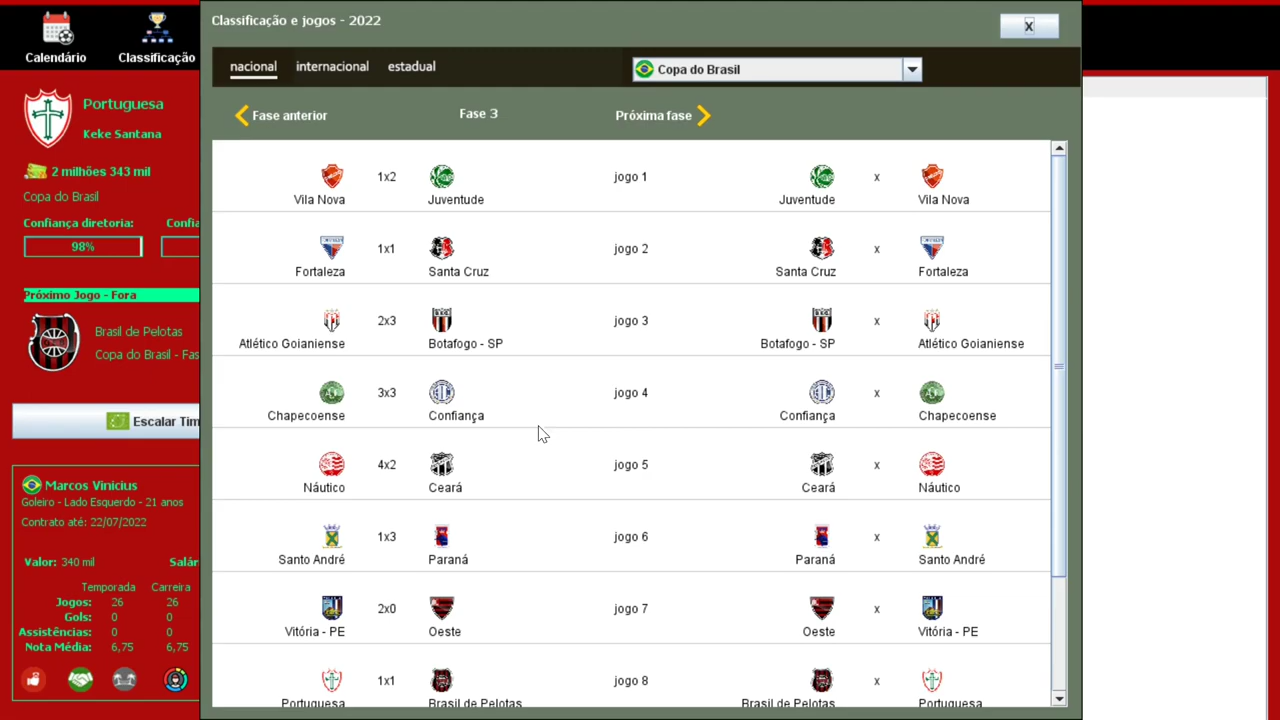 Calendário
Classificação
Portuguesa
Keke Santana
2 milhões 343 mil
Copa do Brasil
Confiança diretoria:
Confia
98%
Próximo Jogo - Fora
Brasil de Pelotas
Copa do Brasil - Fas
Escalar Tim
Marcos Vinicius
Goleiro - Lado Esquerdo - 21 anos
Contrato até: 22/07/2022
Valor: 340 mil
Salár
Temporada Carreira
Jogos: 26 26
Gols: 0 0
Assistências: 0 0
Nota Média: 6,75 6,75
Classificação e jogos - 2022
X
nacional internacional estadual
Copa do Brasil
Fase anterior
Fase 3
Próxima fase
1x2 jogo 1 x
Vila Nova Juventude Juventude Vila Nova
1x1 jogo 2 x
Fortaleza Santa Cruz Santa Cruz Fortaleza
2x3 jogo 3 x
Atlético Goianiense Botafogo - SP Botafogo - SP Atlético Goianiense
3x3 jogo 4 x
Chapecoense Confiança Confiança Chapecoense
4x2 jogo 5 x
Náutico Ceará Ceará Náutico
1x3 jogo 6 x
Santo André Paraná Paraná Santo André
2x0 jogo 7 x
Vitória - PE Oeste Oeste Vitória - PE
1x1 jogo 8 x
Portuguesa Brasil de Pelotas Brasil de Pelotas Portuguesa